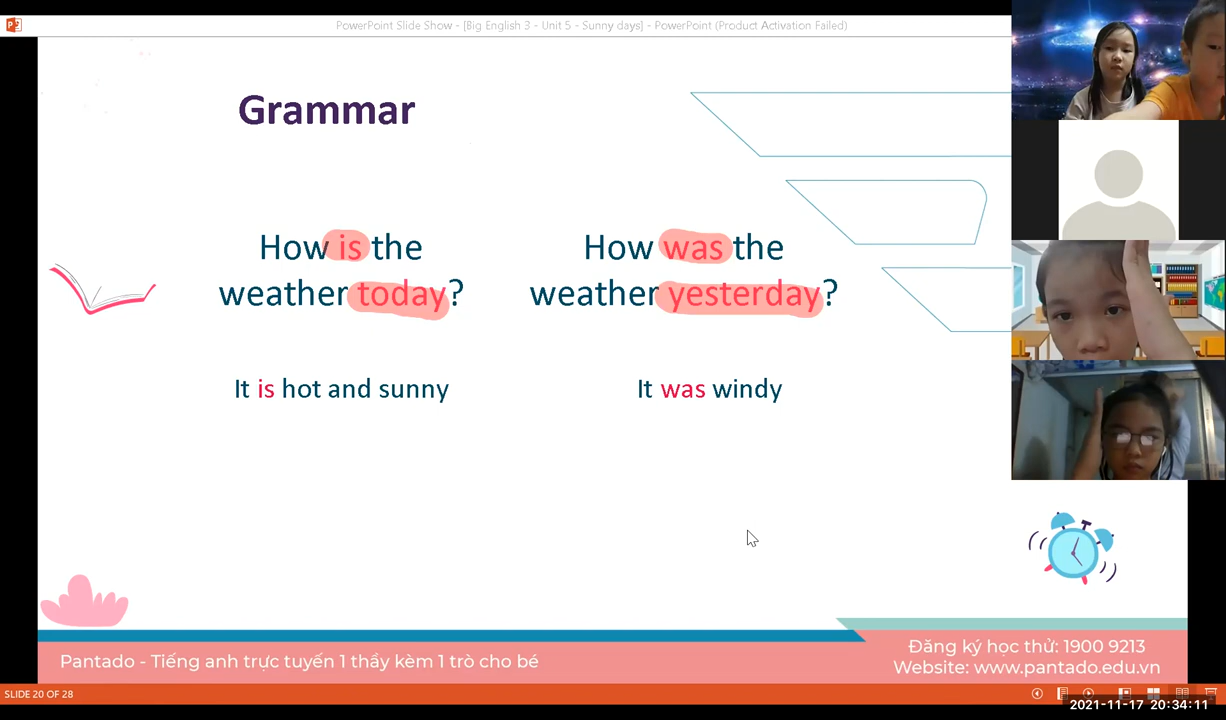 PowerPoint Slide Show - [Big English 3 - Unit 5 - Sunny days] - PowerPoint (Product Activation Failed)
Grammar
How is the
weather today?
It is hot and sunny
How was the
weather yesterday?
It was windy
Pantado - Tiếng anh trực tuyến 1 thầy kèm 1 trò cho bé
Đăng ký học thử: 1900 9213
Website: www.pantado.edu.vn
SLIDE 20 OF 28
2021-11-17 20:34:11